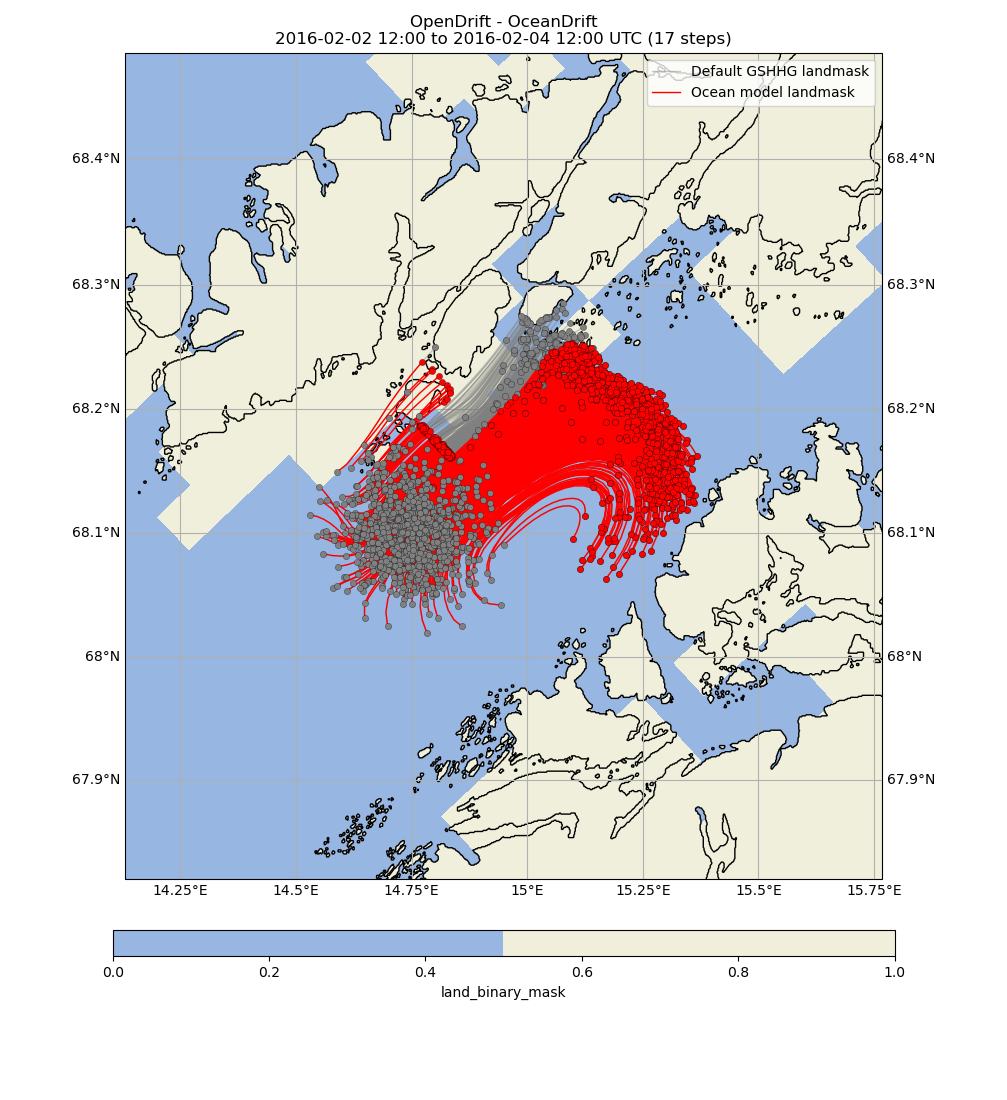 OpenDrift - OceanDrift
2016-02-02 12:00 to 2016-02-04 12:00 UTC (17 steps)
Default GSHHG landmask
Ocean model landmask
68.4°N 68.4°N
68.3°N 68.3°N
68.2°N 68.2°N
68.1°N 68.1°N
68°N 68°N
67.9°N 67.9°N
14.25°E 14.5°E 14.75°E 15°E 15.25°E 15.5°E 15.75°E
0.0 0.2 0.4 0.6 0.8 1.0
land_binary_mask